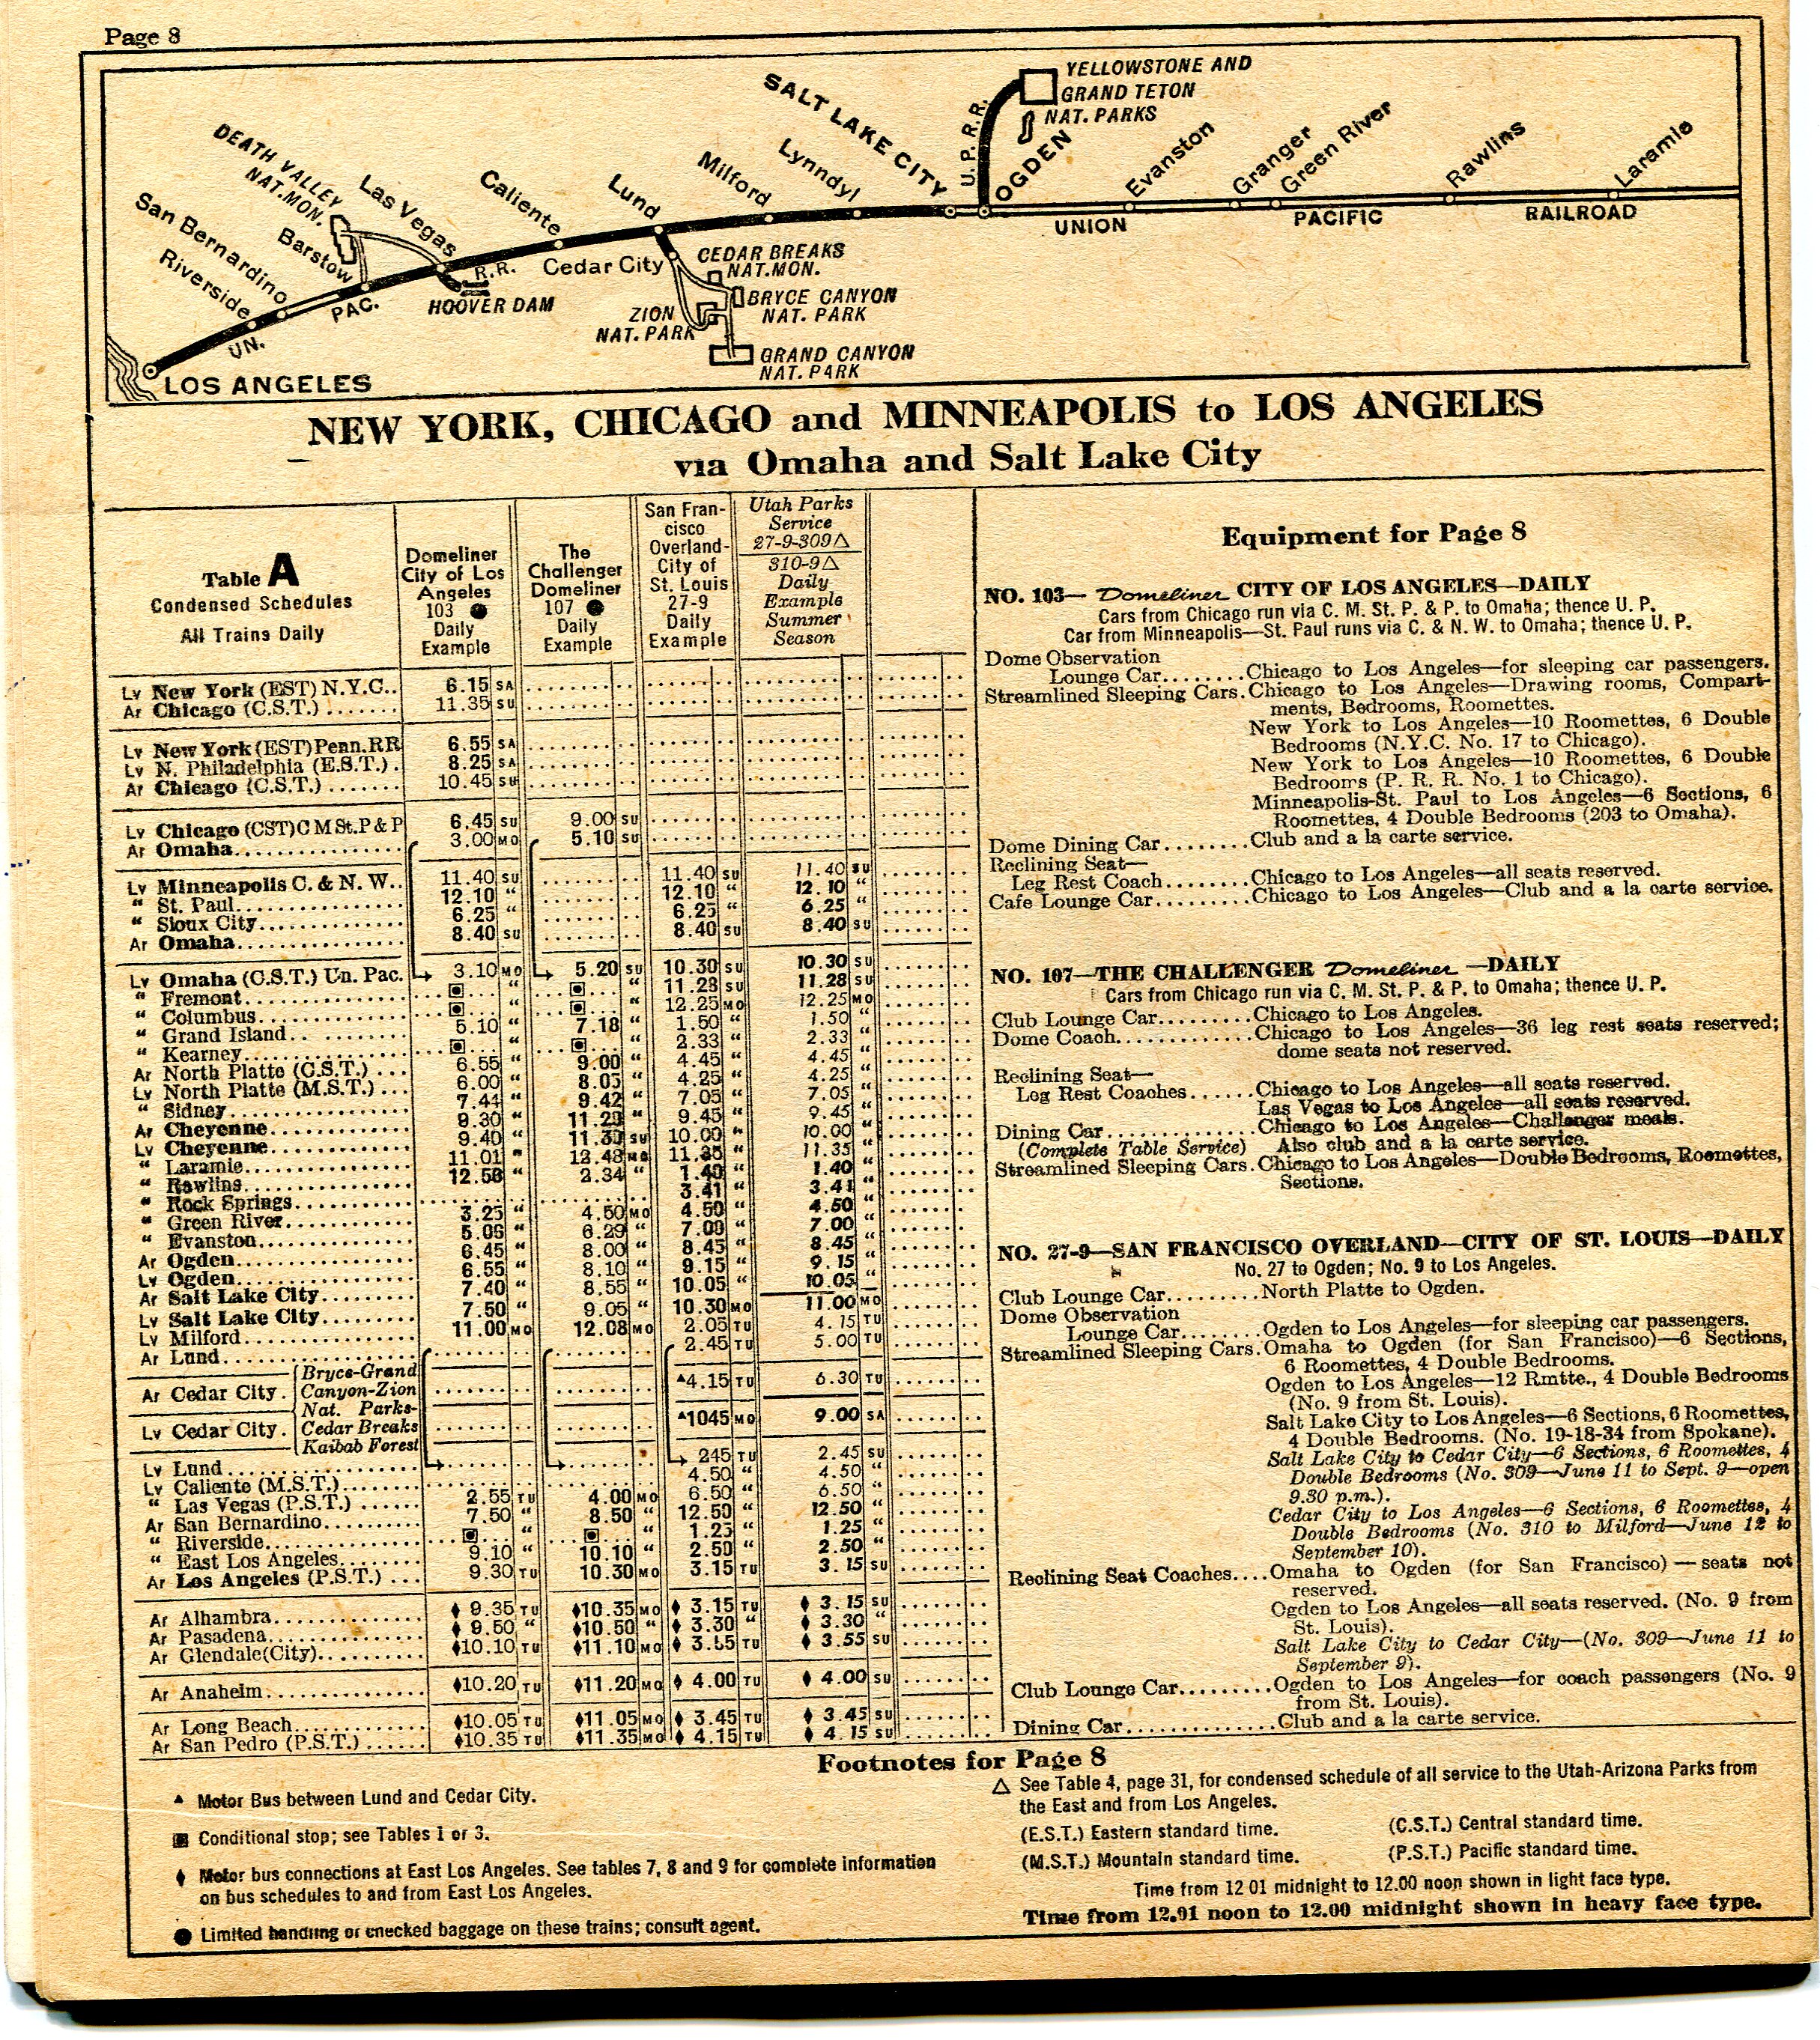 Page 8
YELLOWSTONE AND
GRAND TETON
NAT. PARKS
SALT LAKE CITY
U. P. R. R.
OGDEN
Evanston
Granger
Green River
Rawlins
Laramie
DEATH VALLEY
NAT. MON.
Las Vegas
Caliente
Lund
Milford
Lynndyl
San Bernardino
Barstow
Riverside
UNION
PACIFIC
RAILROAD
R.R.
Cedar City
CEDAR BREAKS
NAT. MON.
PAC.
HOOVER DAM
BRYCE CANYON
NAT. PARK
ZION
NAT. PARK
UN.
GRAND CANYON
NAT. PARK
LOS ANGELES
NEW YORK, CHICAGO and MINNEAPOLIS to LOS ANGELES
via Omaha and Salt Lake City
Table A
Condensed Schedules
All Trains Daily
Domeliner
City of Los
Angeles
103 ●
Daily
Example
The
Challenger
Domeliner
107 ●
Daily
Example
San Fran-
cisco
Overland-
City of
St. Louis
27-9
Daily
Example
Utah Parks
Service
27-9-309△
310-9△
Daily
Example
Summer
Season
Lv New York (EST) N.Y.C.. 6.15 SA
Ar Chicago (C.S.T.) ....... 11.35 SU
Lv New York (EST) Penn.RR 6.55 SA
Lv N. Philadelphia (E.S.T.) . 8.25 SA
Ar Chicago (C.S.T.) ....... 10.45 SU
Lv Chicago (CST) C M St. P & P 6.45 SU 9.00 SU
Ar Omaha............... 3.00 MO 5.10 SU
Lv Minneapolis C. & N. W.. 11.40 SU 11.40 SU 11.40 SU
“ St. Paul............... 12.10 “ 12.10 “ 12.10 “
“ Sioux City............. 6.25 “ 6.25 “ 6.25 “
Ar Omaha............... 8.40 SU 8.40 SU 8.40 SU
Lv Omaha (C.S.T.) Un. Pac. 3.10 MO 5.20 SU 10.30 SU 10.30 SU
“ Fremont............... ▣ “ ▣ “ 11.28 SU 11.28 SU
“ Columbus.............. ▣ “ ▣ “ 12.25 MO 12.25 MO
“ Grand Island........... 5.10 “ 7.18 “ 1.50 “ 1.50 “
“ Kearney............... ▣ “ ▣ “ 2.33 “ 2.33 “
Ar North Platte (C.S.T.) ... 6.55 “ 9.00 “ 4.45 “ 4.45 “
Lv North Platte (M.S.T.) ... 6.00 “ 8.05 “ 4.25 “ 4.25 “
“ Sidney................. 7.44 “ 9.42 “ 7.05 “ 7.05 “
Ar Cheyenne............. 9.30 “ 11.29 “ 9.45 “ 9.45 “
Lv Cheyenne............. 9.40 “ 11.39 SU 10.00 “ 10.00 “
“ Laramie............... 11.01 “ 12.48 MO 11.35 “ 11.35 “
“ Rawlins............... 12.56 “ 2.34 “ 1.40 “ 1.40 “
“ Rock Springs........... 3.41 “ 3.41 “
“ Green River............ 3.25 “ 4.50 MO 4.50 “ 4.50 “
“ Evanston.............. 5.06 “ 6.29 “ 7.00 “ 7.00 “
Ar Ogden................ 6.45 “ 8.00 “ 8.45 “ 8.45 “
Lv Ogden................ 6.55 “ 8.10 “ 9.15 “ 9.15 “
Ar Salt Lake City......... 7.40 “ 8.55 “ 10.05 “ 10.05 “
Lv Salt Lake City......... 7.50 “ 9.05 “ 10.30 MO 11.00 MO
Lv Milford............... 11.00 MO 12.08 MO 2.05 TU 4.15 TU
Ar Lund................. 2.45 TU 5.00 TU
Ar Cedar City. ▲4.15 TU 6.30 TU
Lv Cedar City. ▲1045 MO 9.00 SA
Bryce-Grand
Canyon-Zion
Nat. Parks-
Cedar Breaks
Kaibab Forest
Lv Lund................. 245 TU 2.45 SU
Lv Caliente (M.S.T.) ...... 4.50 “ 4.50 “
“ Las Vegas (P.S.T.) ...... 2.55 TU 4.00 MO 6.50 “ 6.50 “
Ar San Bernardino......... 7.50 “ 8.50 “ 12.50 “ 12.50 “
“ Riverside.............. ▣ “ ▣ “ 1.25 “ 1.25 “
“ East Los Angeles........ 9.10 “ 10.10 “ 2.50 “ 2.50 “
Ar Los Angeles (P.S.T.) ... 9.30 TU 10.30 MO 3.15 TU 3.15 SU
Ar Alhambra.............. ♦ 9.35 TU ♦10.35 MO ♦ 3.15 TU ♦ 3.15 SU
Ar Pasadena.............. ♦ 9.50 “ ♦10.50 “ ♦ 3.30 “ ♦ 3.30 “
Ar Glendale (City)......... ♦10.10 TU ♦11.10 MO ♦ 3.55 TU ♦ 3.55 SU
Ar Anaheim............... ♦10.20 TU ♦11.20 MO ♦ 4.00 TU ♦ 4.00 SU
Ar Long Beach............ ♦10.05 TU ♦11.05 MO ♦ 3.45 TU ♦ 3.45 SU
Ar San Pedro (P.S.T.) ..... ♦10.35 TU ♦11.35 MO ♦ 4.15 TU ♦ 4.15 SU
Equipment for Page 8
NO. 103— Domeliner CITY OF LOS ANGELES—DAILY
Cars from Chicago run via C. M. St. P. & P. to Omaha; thence U. P.
Car from Minneapolis—St. Paul runs via C. & N. W. to Omaha; thence U. P.
Dome Observation
Lounge Car........Chicago to Los Angeles—for sleeping car passengers.
Streamlined Sleeping Cars.Chicago to Los Angeles—Drawing rooms, Compart-
ments, Bedrooms, Roomettes.
New York to Los Angeles—10 Roomettes, 6 Double
Bedrooms (N.Y.C. No. 17 to Chicago).
New York to Los Angeles—10 Roomettes, 6 Double
Bedrooms (P. R. R. No. 1 to Chicago).
Minneapolis-St. Paul to Los Angeles—6 Sections, 6
Roomettes, 4 Double Bedrooms (203 to Omaha).
Dome Dining Car........Club and a la carte service.
Reclining Seat—
Leg Rest Coach........Chicago to Los Angeles—all seats reserved.
Cafe Lounge Car.........Chicago to Los Angeles—Club and a la carte service.
NO. 107—THE CHALLENGER Domeliner —DAILY
Cars from Chicago run via C. M. St. P. & P. to Omaha; thence U. P.
Club Lounge Car.........Chicago to Los Angeles.
Dome Coach.............Chicago to Los Angeles—36 leg rest seats reserved;
dome seats not reserved.
Reclining Seat—
Leg Rest Coaches......Chicago to Los Angeles—all seats reserved.
Las Vegas to Los Angeles—all seats reserved.
Dining Car..............Chicago to Los Angeles—Challenger meals.
(Complete Table Service) Also club and a la carte service.
Streamlined Sleeping Cars.Chicago to Los Angeles—Double Bedrooms, Roomettes,
Sections.
NO. 27-9—SAN FRANCISCO OVERLAND—CITY OF ST. LOUIS—DAILY
No. 27 to Ogden; No. 9 to Los Angeles.
Club Lounge Car.........North Platte to Ogden.
Dome Observation
Lounge Car........Ogden to Los Angeles—for sleeping car passengers.
Streamlined Sleeping Cars.Omaha to Ogden (for San Francisco)—6 Sections,
6 Roomettes, 4 Double Bedrooms.
Ogden to Los Angeles—12 Rmtte., 4 Double Bedrooms
(No. 9 from St. Louis).
Salt Lake City to Los Angeles—6 Sections, 6 Roomettes,
4 Double Bedrooms. (No. 19-18-34 from Spokane).
Salt Lake City to Cedar City—6 Sections, 6 Roomettes, 4
Double Bedrooms (No. 309—June 11 to Sept. 9—open
9.30 p.m.).
Cedar City to Los Angeles—6 Sections, 6 Roomettes, 4
Double Bedrooms (No. 310 to Milford—June 12 to
September 10).
Reclining Seat Coaches....Omaha to Ogden (for San Francisco) — seats not
reserved.
Ogden to Los Angeles—all seats reserved. (No. 9 from
St. Louis).
Salt Lake City to Cedar City—(No. 309—June 11 to
September 9).
Club Lounge Car.........Ogden to Los Angeles—for coach passengers (No. 9
from St. Louis).
Dining Car..............Club and a la carte service.
Footnotes for Page 8
▲ Motor Bus between Lund and Cedar City.
▣ Conditional stop; see Tables 1 or 3.
♦ Motor bus connections at East Los Angeles. See tables 7, 8 and 9 for complete information
on bus schedules to and from East Los Angeles.
● Limited handling or checked baggage on these trains; consult agent.
△ See Table 4, page 31, for condensed schedule of all service to the Utah-Arizona Parks from
the East and from Los Angeles.
(E.S.T.) Eastern standard time. (C.S.T.) Central standard time.
(M.S.T.) Mountain standard time. (P.S.T.) Pacific standard time.
Time from 12 01 midnight to 12.00 noon shown in light face type.
Time from 12.01 noon to 12.00 midnight shown in heavy face type.